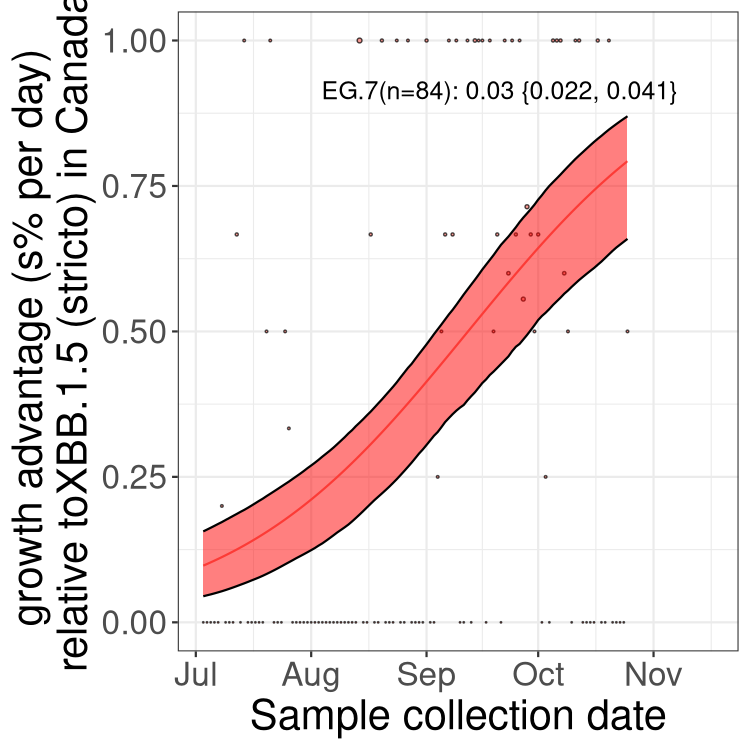 growth advantage (s% per day)
relative toXBB.1.5 (stricto) in Canada
1.00
0.75
0.50
0.25
0.00
EG.7(n=84): 0.03 {0.022, 0.041}
Jul Aug Sep Oct Nov
Sample collection date